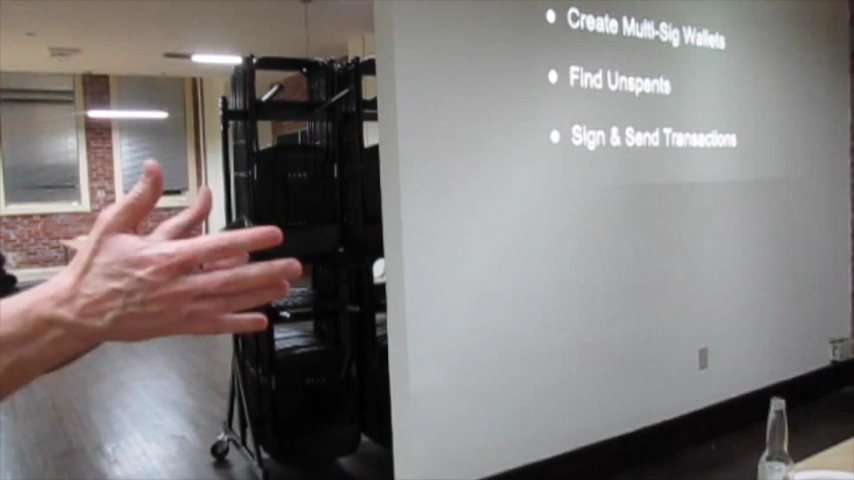 • Create Multi-Sig Wallets
• Find Unspents
• Sign & Send Transactions